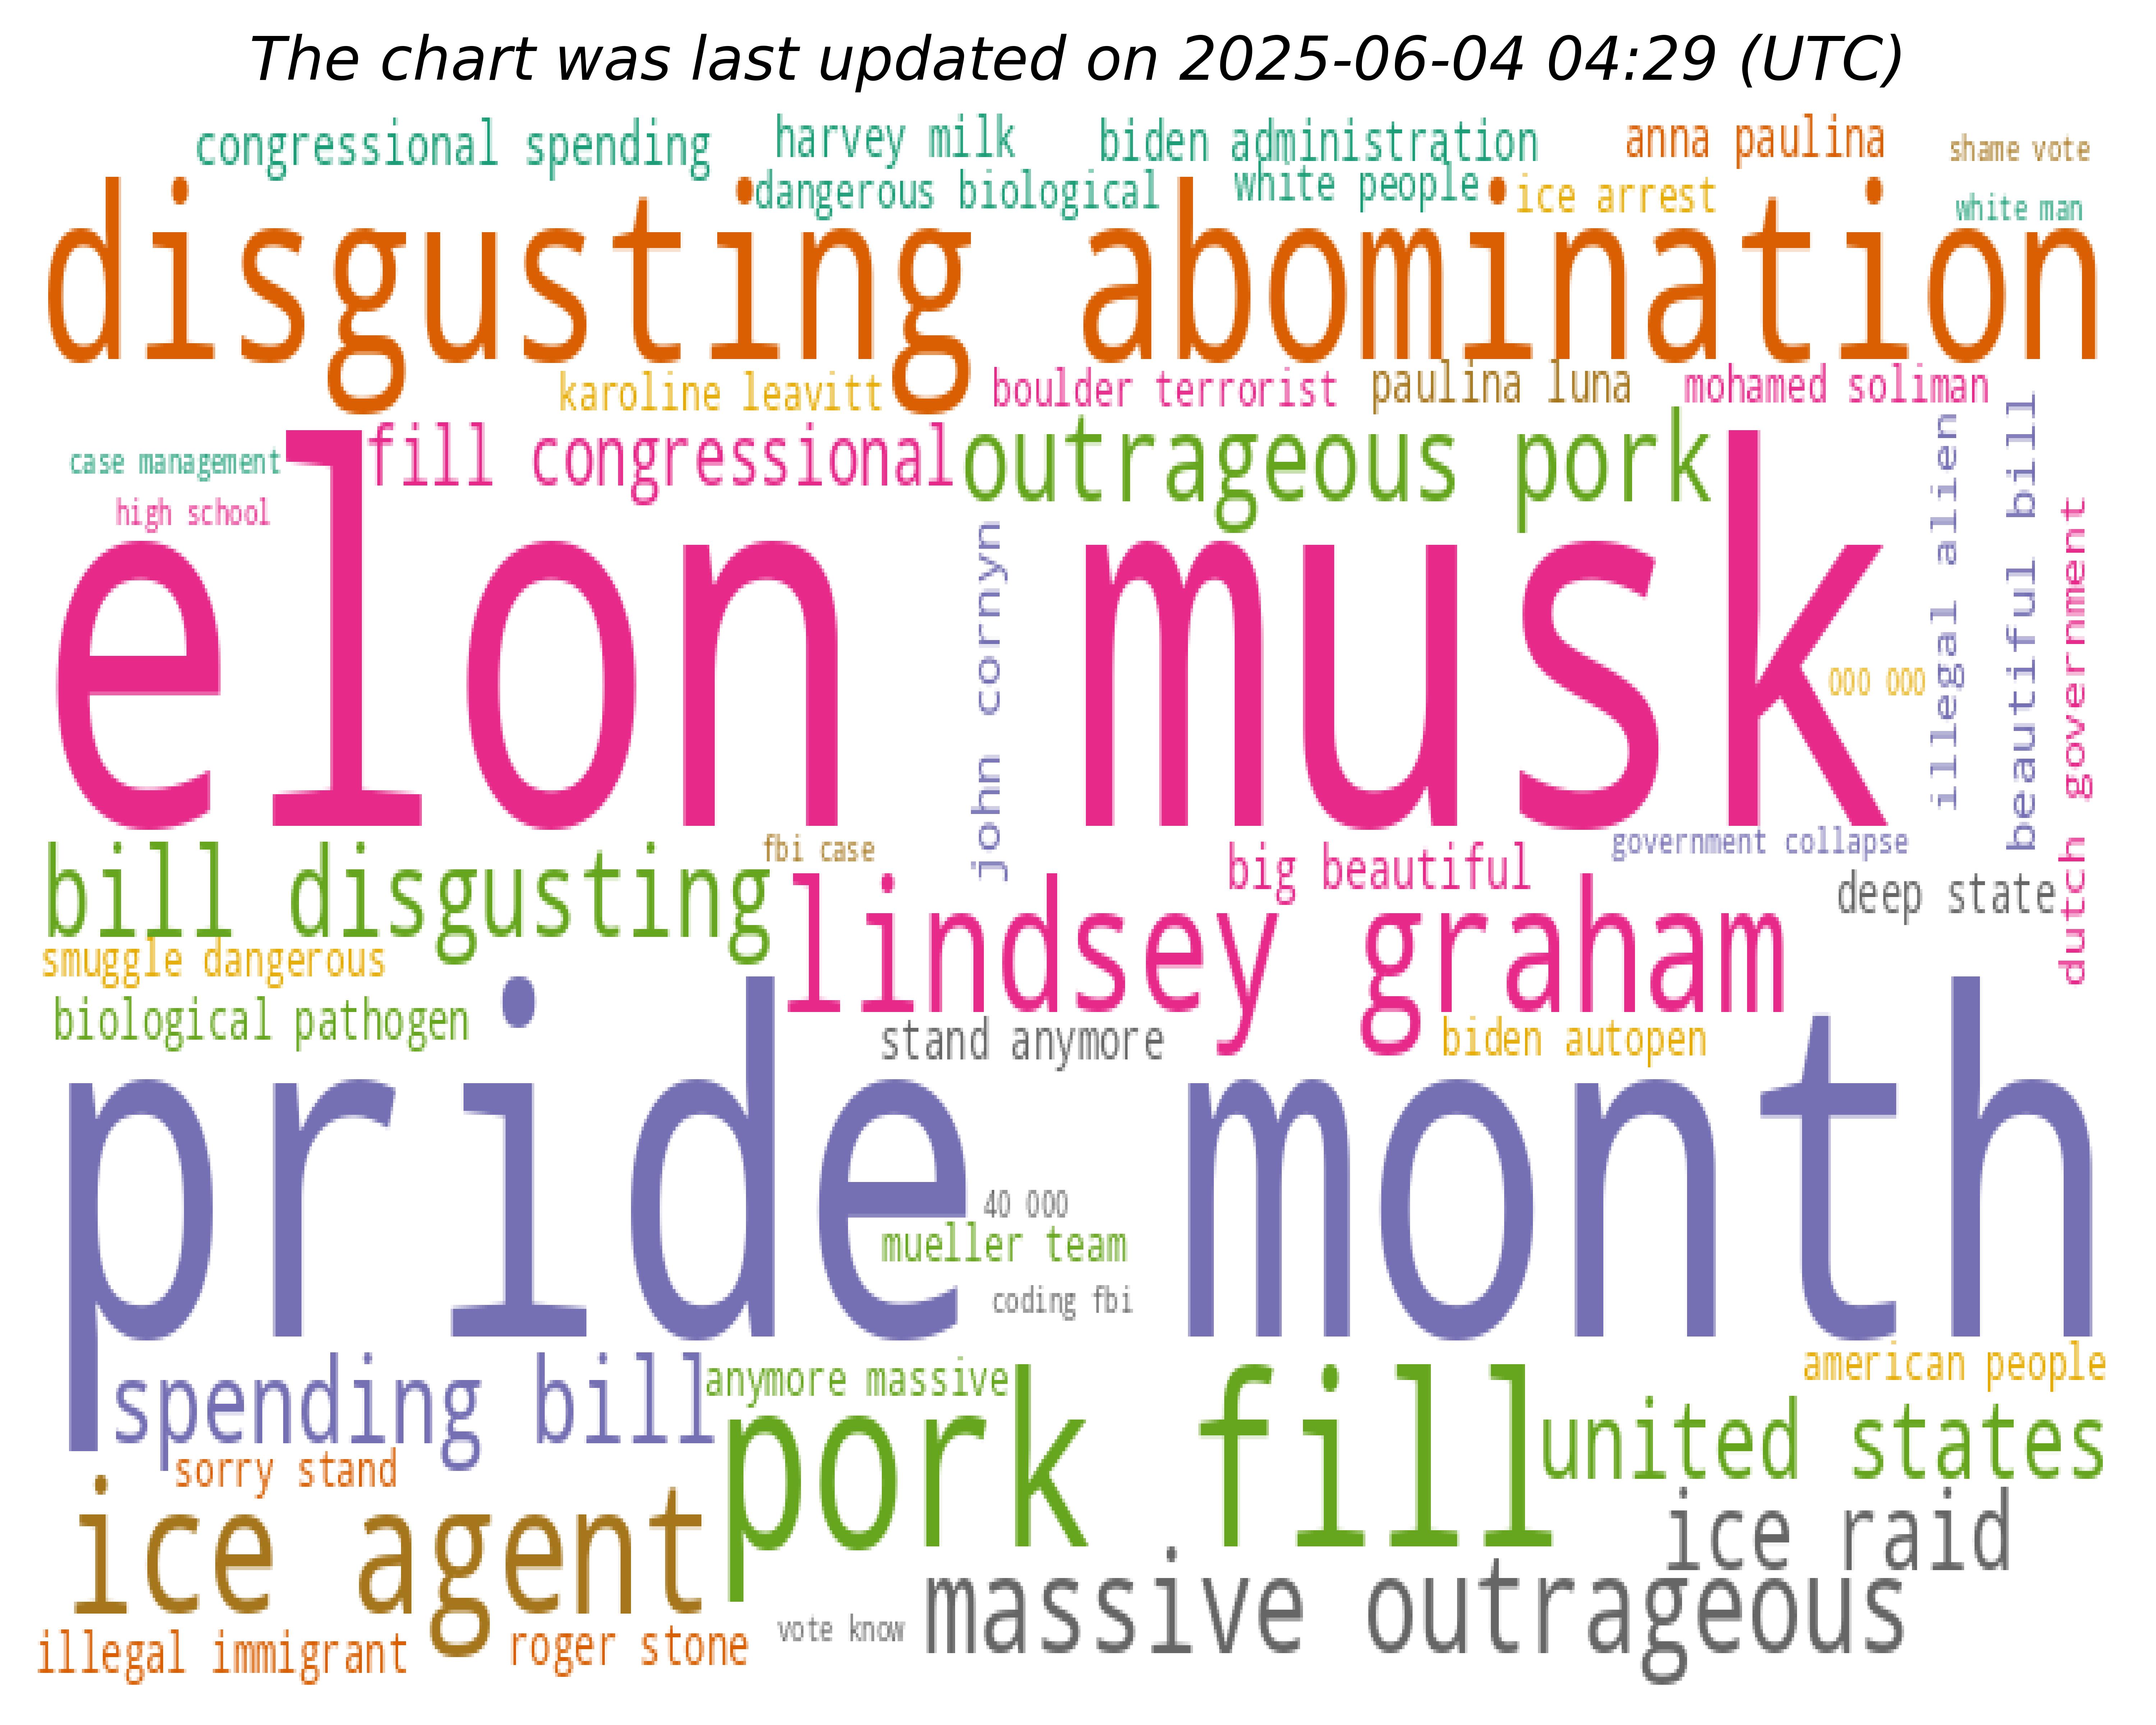 The chart was last updated on 2025-06-04 04:29 (UTC)
congressional spending
harvey milk
biden administration
anna paulina
shame vote
dangerous biological
white people
ice arrest
white man
disgusting abomination
karoline leavitt
boulder terrorist
paulina luna
mohamed soliman
case management
fill congressional
outrageous pork
high school
elon musk
john cornyn
000 000
illegal alien
beautiful bill
dutch government
bill disgusting
fbi case
big beautiful
government collapse
deep state
smuggle dangerous
lindsey graham
biological pathogen
stand anymore
biden autopen
pride month
40 000
mueller team
coding fbi
spending bill
anymore massive
american people
sorry stand
pork fill
united states
ice agent
ice raid
massive outrageous
illegal immigrant
roger stone
vote know